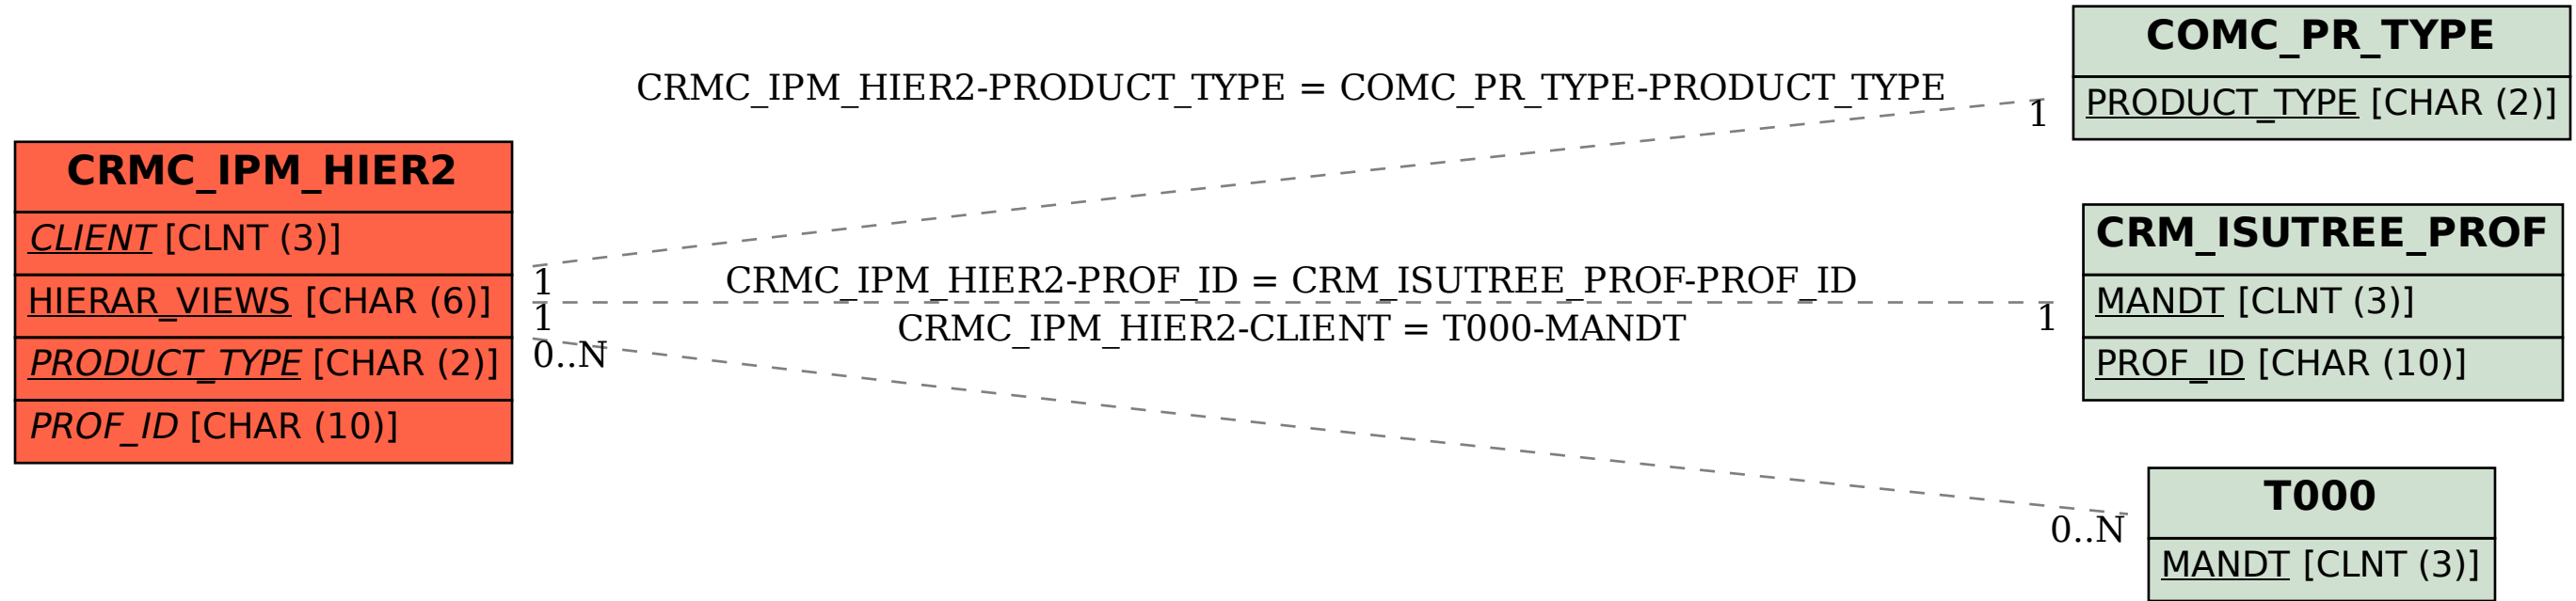 CRMC_IPM_HIER2
CLIENT [CLNT (3)]
HIERAR_VIEWS [CHAR (6)]
PRODUCT_TYPE [CHAR (2)]
PROF_ID [CHAR (10)]
CRMC_IPM_HIER2-PRODUCT_TYPE = COMC_PR_TYPE-PRODUCT_TYPE
1
1
CRMC_IPM_HIER2-PROF_ID = CRM_ISUTREE_PROF-PROF_ID
1
1
CRMC_IPM_HIER2-CLIENT = T000-MANDT
0..N
0..N
COMC_PR_TYPE
PRODUCT_TYPE [CHAR (2)]
CRM_ISUTREE_PROF
MANDT [CLNT (3)]
PROF_ID [CHAR (10)]
T000
MANDT [CLNT (3)]